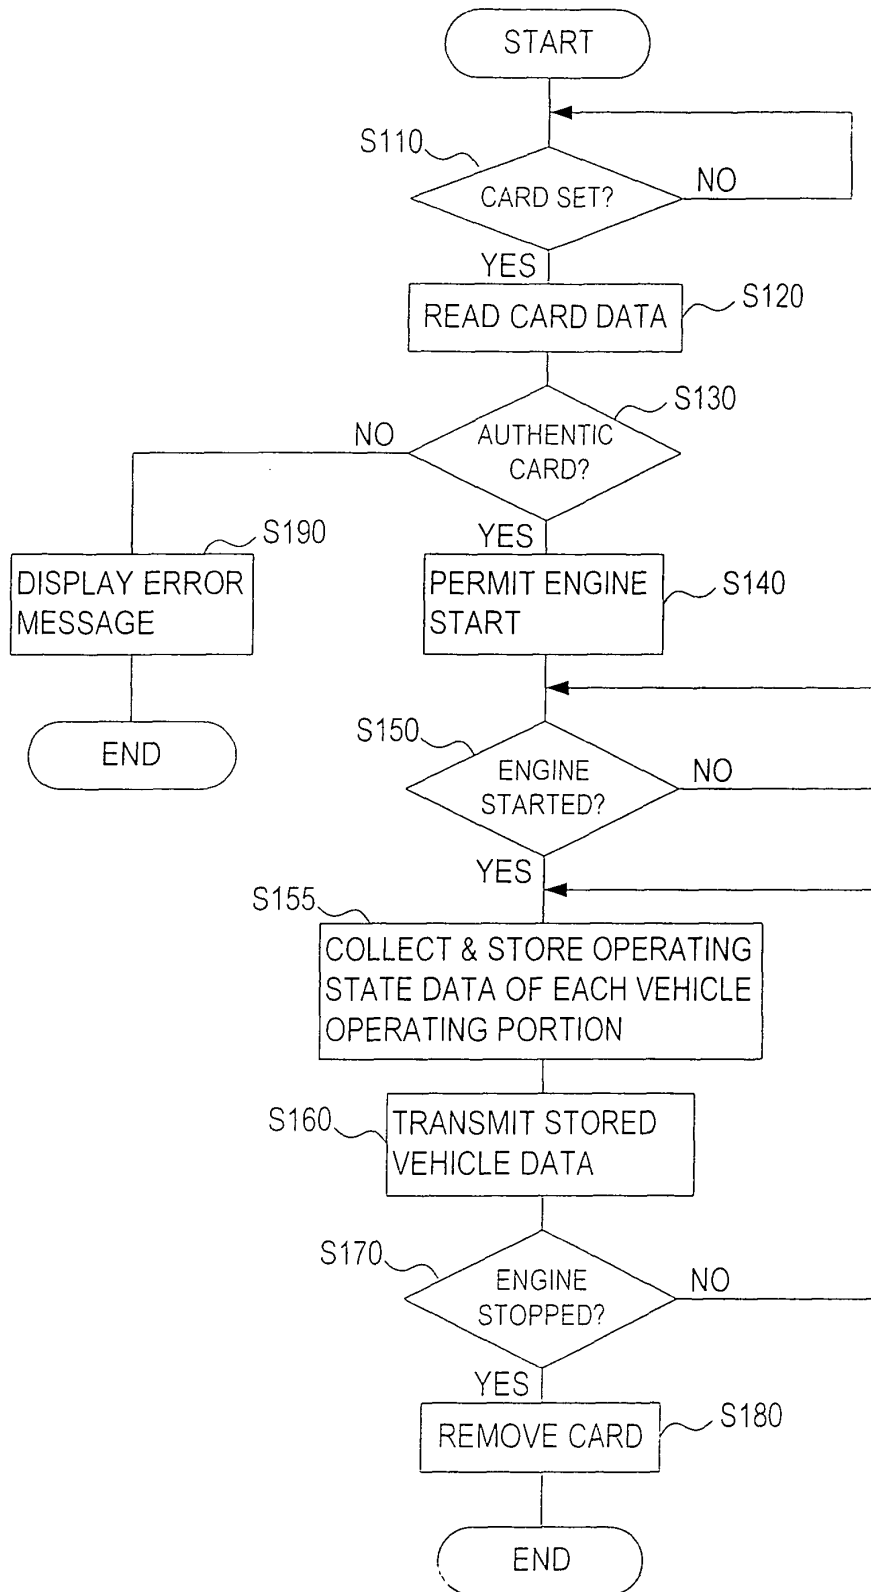 START
S110
CARD SET?
NO
YES
READ CARD DATA
S120
S130
AUTHENTIC
CARD?
NO
YES
S190
DISPLAY ERROR
MESSAGE
PERMIT ENGINE
START
S140
END
S150
ENGINE
STARTED?
NO
YES
S155
COLLECT & STORE OPERATING
STATE DATA OF EACH VEHICLE
OPERATING PORTION
S160
TRANSMIT STORED
VEHICLE DATA
S170
ENGINE
STOPPED?
NO
YES
REMOVE CARD
S180
END